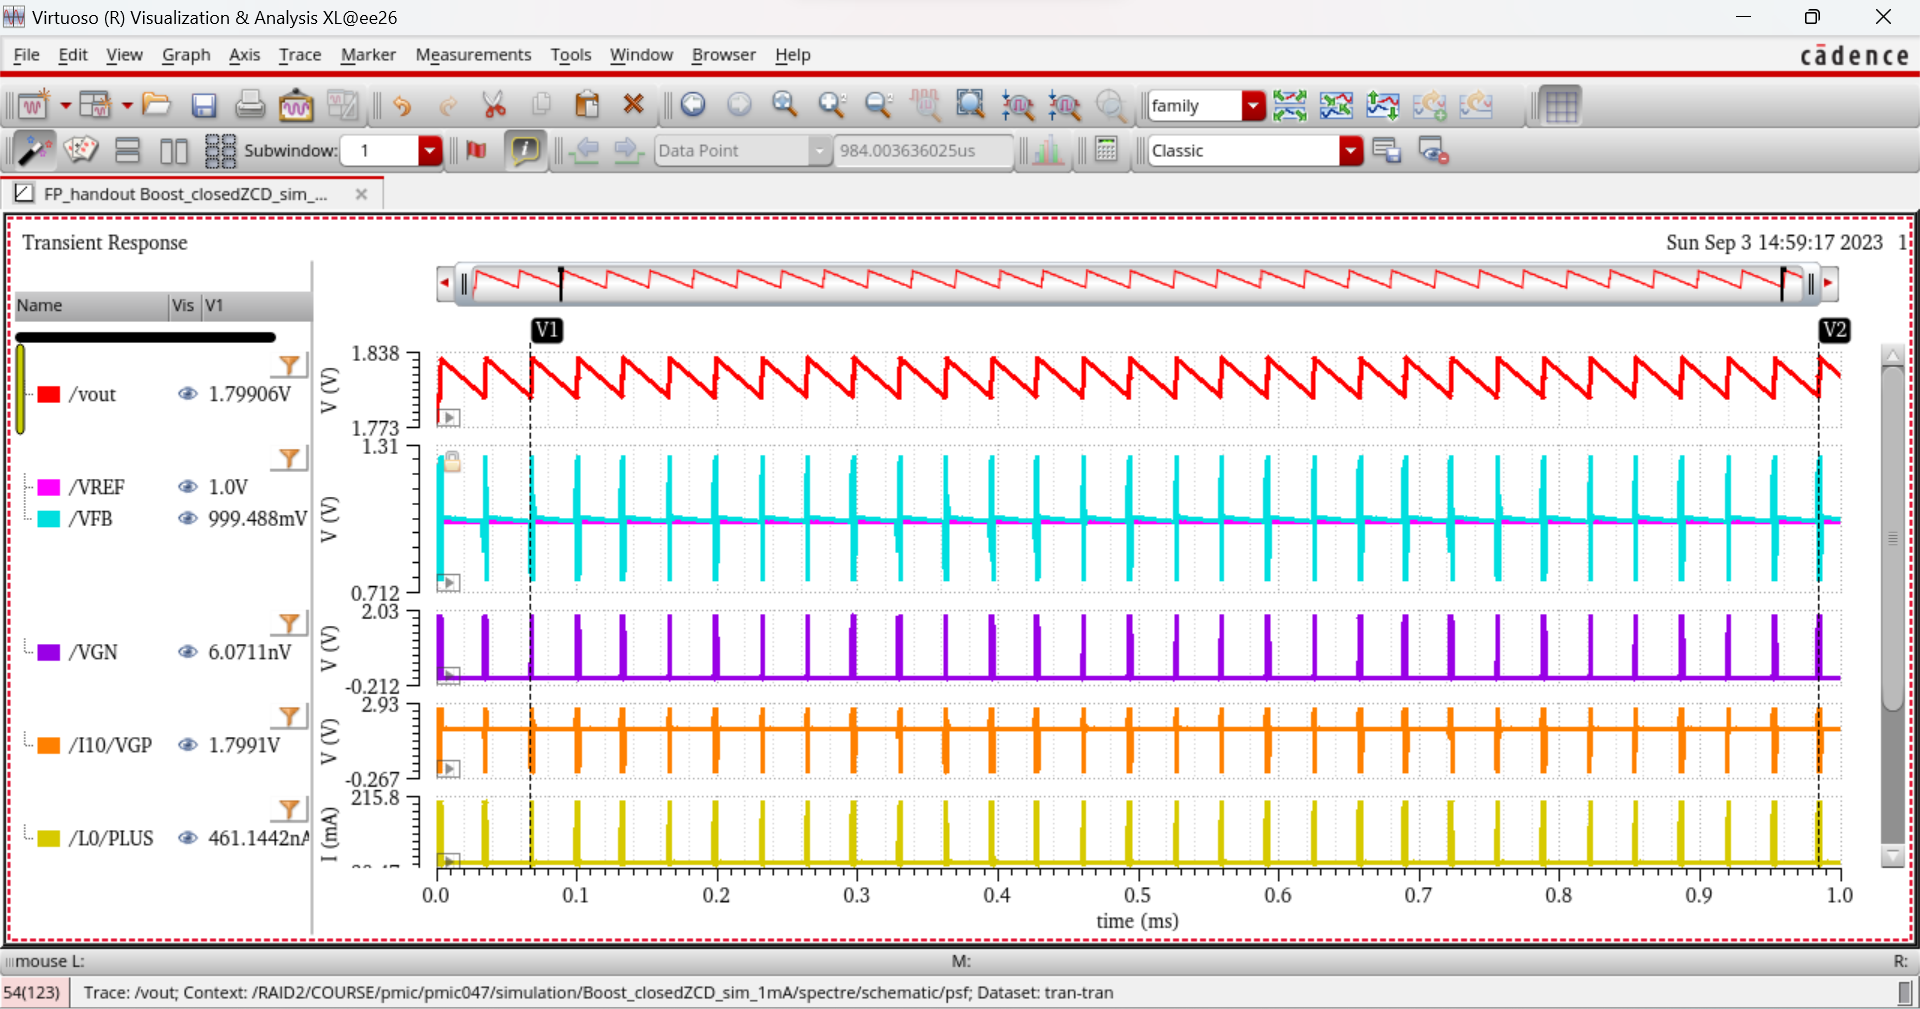 Virtuoso (R) Visualization & Analysis XL@ee26
File Edit View Graph Axis Trace Marker Measurements Tools Window Browser Help
cādence
family
Subwindow: 1
Data Point
984.003636025us
Classic
FP_handout Boost_closedZCD_sim_...
Transient Response
Sun Sep 3 14:59:17 2023 1
Name Vis V1
V1 V2
/vout 1.79906V
V (V)
1.838
1.773
/VREF 1.0V
/VFB 999.488mV
V (V)
1.31
0.712
/VGN 6.0711nV
V (V)
2.03
-0.212
/I10/VGP 1.7991V
V (V)
2.93
-0.267
/L0/PLUS 461.1442nA
I (mA)
215.8
0.0 0.1 0.2 0.3 0.4 0.5 0.6 0.7 0.8 0.9 1.0
time (ms)
mouse L: M: R:
54(123) Trace: /vout; Context: /RAID2/COURSE/pmic/pmic047/simulation/Boost_closedZCD_sim_1mA/spectre/schematic/psf; Dataset: tran-tran